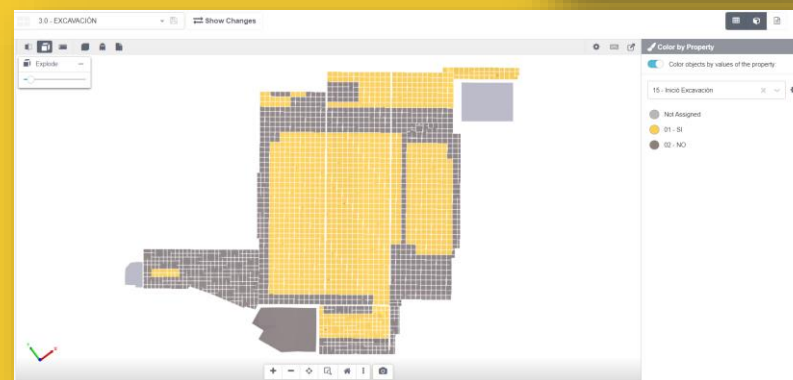 3.0 - EXCAVACIÓN
Show Changes
Explode
Color by Property
Color objects by values of the property
15.- Inició Excavación
Not Assigned
01 - SI
02 - NO